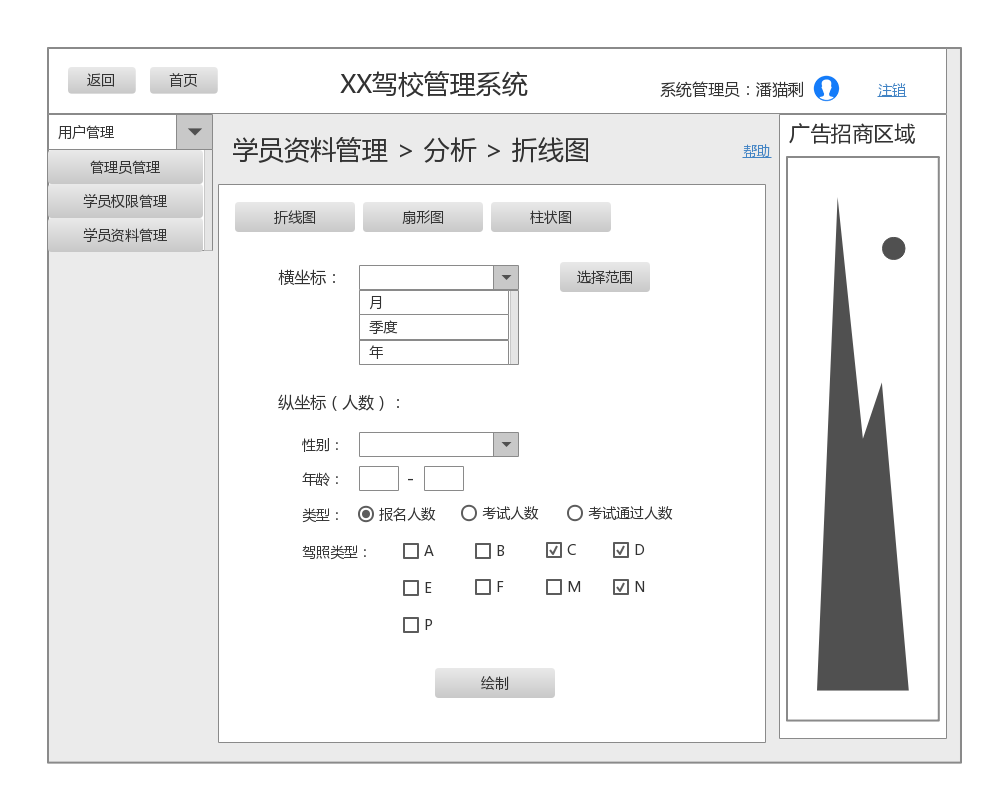 返回
首页
XX驾校管理系统
系统管理员：潘猫剩
注销
用户管理
管理员管理
学员权限管理
学员资料管理
学员资料管理 > 分析 > 折线图
帮助
广告招商区域
折线图
扇形图
柱状图
横坐标：
选择范围
月
季度
年
纵坐标（人数）：
性别：
年龄：
-
类型：
报名人数
考试人数
考试通过人数
驾照类型：
A
B
C
D
E
F
M
N
P
绘制